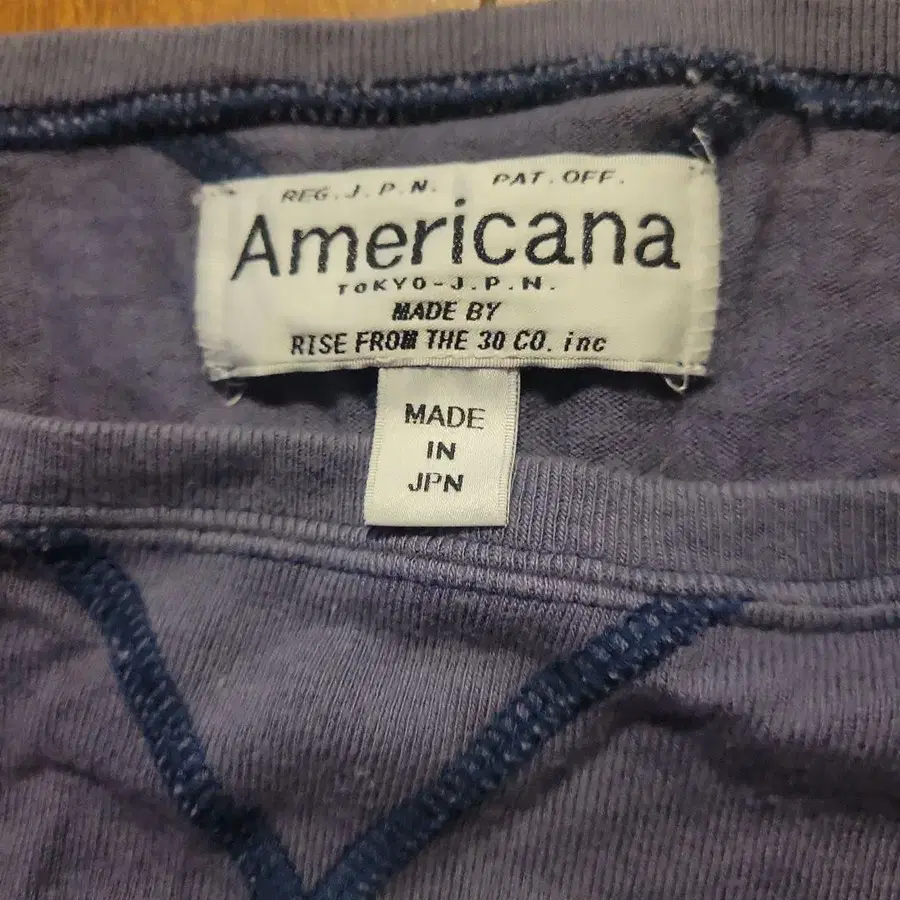 REG.J.P.N. PAT.OFF.
Americana
TOKYO-J.P.N.
MADE BY
RISE FROM THE 30 CO. inc
MADE
IN
JPN